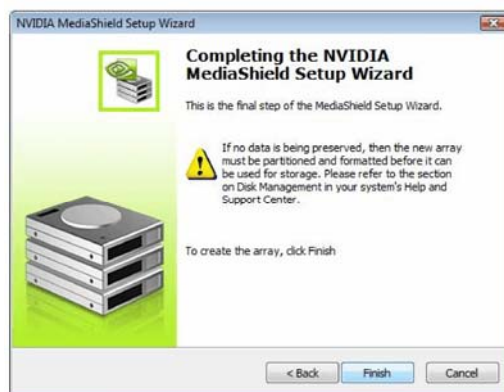 NVIDIA MediaShield Setup Wizard
Completing the NVIDIA
MediaShield Setup Wizard
This is the final step of the MediaShield Setup Wizard.
If no data is being preserved, then the new array
must be partitioned and formatted before it can
be used for storage. Please refer to the section
on Disk Management in your system's Help and
Support Center.
To create the array, click Finish
< Back
Finish
Cancel